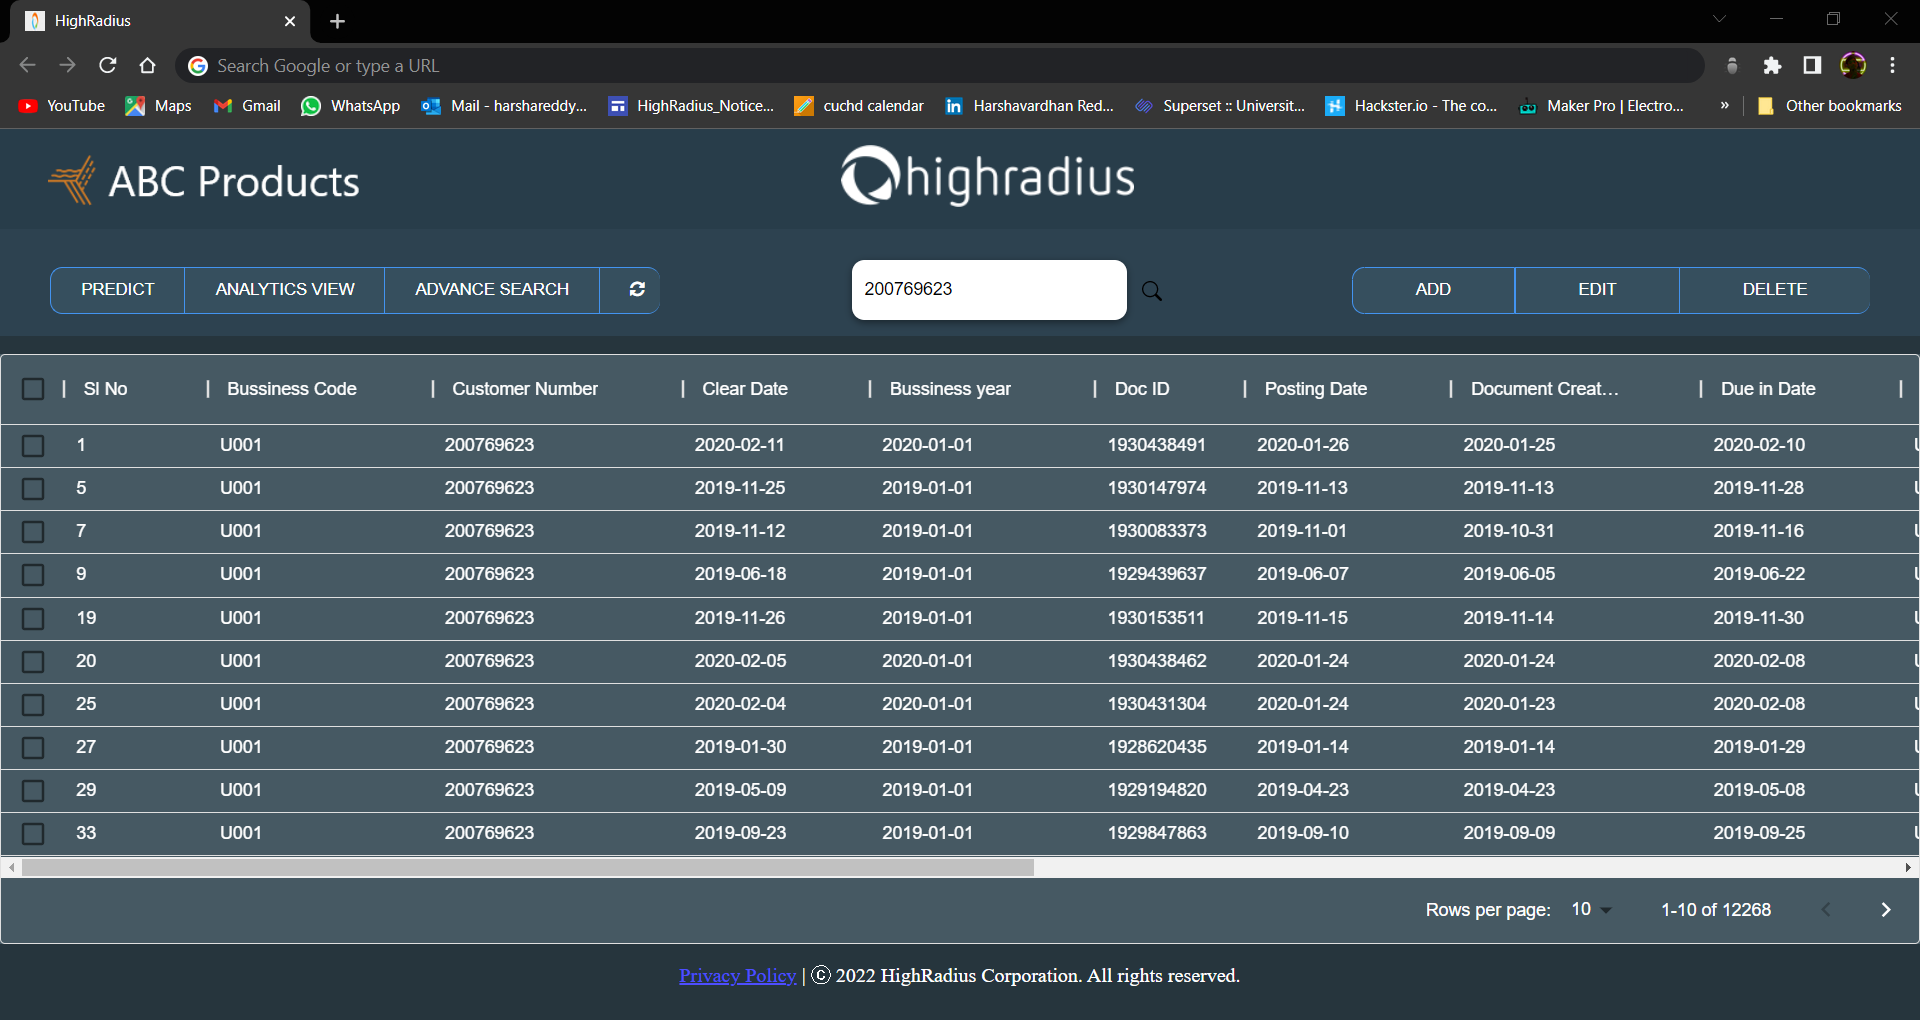 HighRadius
Search Google or type a URL
YouTube Maps Gmail WhatsApp Mail - harshareddy... HighRadius_Notice... cuchd calendar Harshavardhan Red... Superset :: Universit... Hackster.io - The co... Maker Pro | Electro... » Other bookmarks
ABC Products highradius
PREDICT ANALYTICS VIEW ADVANCE SEARCH 200769623 ADD EDIT DELETE
Sl No Bussiness Code Customer Number Clear Date Bussiness year Doc ID Posting Date Document Creat... Due in Date
1 U001 200769623 2020-02-11 2020-01-01 1930438491 2020-01-26 2020-01-25 2020-02-10
5 U001 200769623 2019-11-25 2019-01-01 1930147974 2019-11-13 2019-11-13 2019-11-28
7 U001 200769623 2019-11-12 2019-01-01 1930083373 2019-11-01 2019-10-31 2019-11-16
9 U001 200769623 2019-06-18 2019-01-01 1929439637 2019-06-07 2019-06-05 2019-06-22
19 U001 200769623 2019-11-26 2019-01-01 1930153511 2019-11-15 2019-11-14 2019-11-30
20 U001 200769623 2020-02-05 2020-01-01 1930438462 2020-01-24 2020-01-24 2020-02-08
25 U001 200769623 2020-02-04 2020-01-01 1930431304 2020-01-24 2020-01-23 2020-02-08
27 U001 200769623 2019-01-30 2019-01-01 1928620435 2019-01-14 2019-01-14 2019-01-29
29 U001 200769623 2019-05-09 2019-01-01 1929194820 2019-04-23 2019-04-23 2019-05-08
33 U001 200769623 2019-09-23 2019-01-01 1929847863 2019-09-10 2019-09-09 2019-09-25
Rows per page: 10 1-10 of 12268
Privacy Policy | © 2022 HighRadius Corporation. All rights reserved.